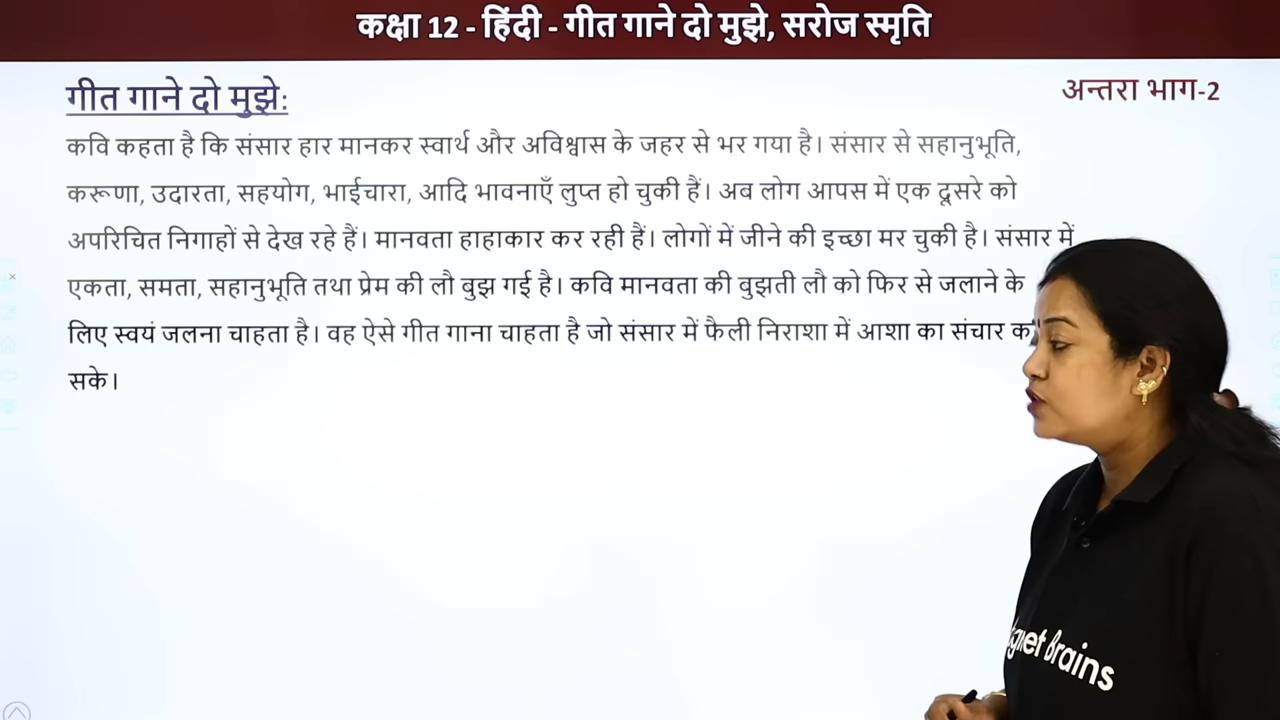 कक्षा 12 - हिंदी - गीत गाने दो मुझे, सरोज स्मृति
गीत गाने दो मुझे:
अन्तरा भाग-2
कवि कहता है कि संसार हार मानकर स्वार्थ और अविश्वास के जहर से भर गया है। संसार से सहानुभूति,
करूणा, उदारता, सहयोग, भाईचारा, आदि भावनाएँ लुप्त हो चुकी हैं। अब लोग आपस में एक दूसरे को
अपरिचित निगाहों से देख रहे हैं। मानवता हाहाकार कर रही हैं। लोगों में जीने की इच्छा मर चुकी है। संसार में
एकता, समता, सहानुभूति तथा प्रेम की लौ बुझ गई है। कवि मानवता की बुझती लौ को फिर से जलाने के
लिए स्वयं जलना चाहता है। वह ऐसे गीत गाना चाहता है जो संसार में फैली निराशा में आशा का संचार
सके।
Brains